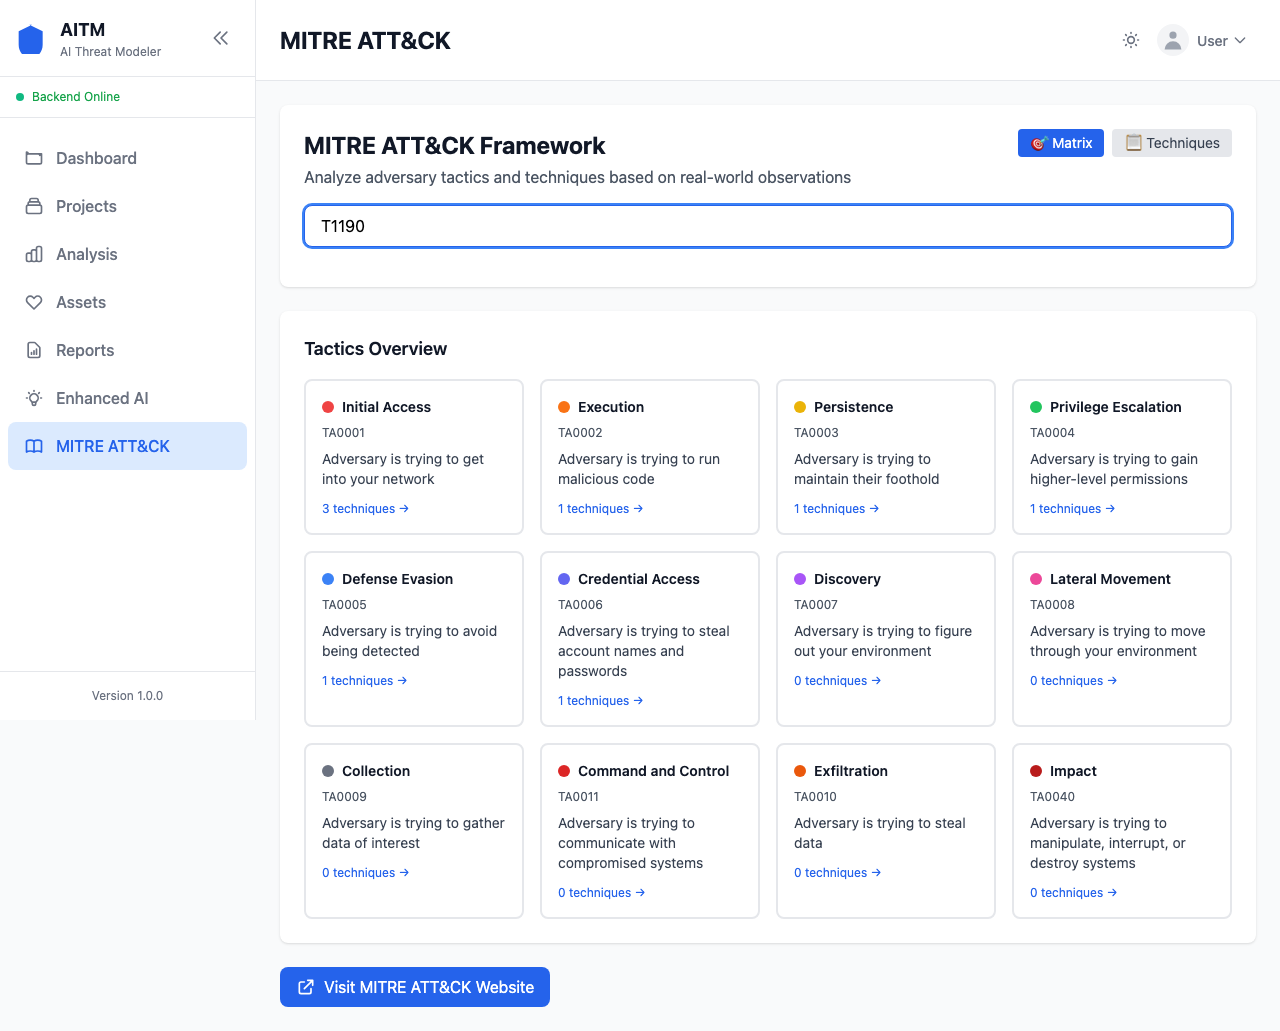 AITM
AI Threat Modeler
Backend Online
Dashboard
Projects
Analysis
Assets
Reports
Enhanced AI
MITRE ATT&CK
Version 1.0.0
MITRE ATT&CK
User
MITRE ATT&CK Framework
Matrix
Techniques
Analyze adversary tactics and techniques based on real-world observations
T1190
Tactics Overview
Initial Access
TA0001
Adversary is trying to get
into your network
3 techniques →
Execution
TA0002
Adversary is trying to run
malicious code
1 techniques →
Persistence
TA0003
Adversary is trying to
maintain their foothold
1 techniques →
Privilege Escalation
TA0004
Adversary is trying to gain
higher-level permissions
1 techniques →
Defense Evasion
TA0005
Adversary is trying to avoid
being detected
1 techniques →
Credential Access
TA0006
Adversary is trying to steal
account names and
passwords
1 techniques →
Discovery
TA0007
Adversary is trying to figure
out your environment
0 techniques →
Lateral Movement
TA0008
Adversary is trying to move
through your environment
0 techniques →
Collection
TA0009
Adversary is trying to gather
data of interest
0 techniques →
Command and Control
TA0011
Adversary is trying to
communicate with
compromised systems
0 techniques →
Exfiltration
TA0010
Adversary is trying to steal
data
0 techniques →
Impact
TA0040
Adversary is trying to
manipulate, interrupt, or
destroy systems
0 techniques →
Visit MITRE ATT&CK Website